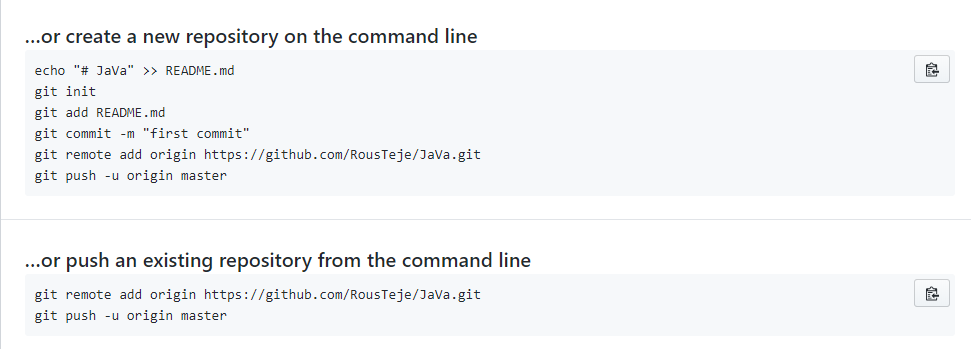 ...or create a new repository on the command line
echo "# JaVa" >> README.md
git init
git add README.md
git commit -m "first commit"
git remote add origin https://github.com/RousTeje/JaVa.git
git push -u origin master
...or push an existing repository from the command line
git remote add origin https://github.com/RousTeje/JaVa.git
git push -u origin master